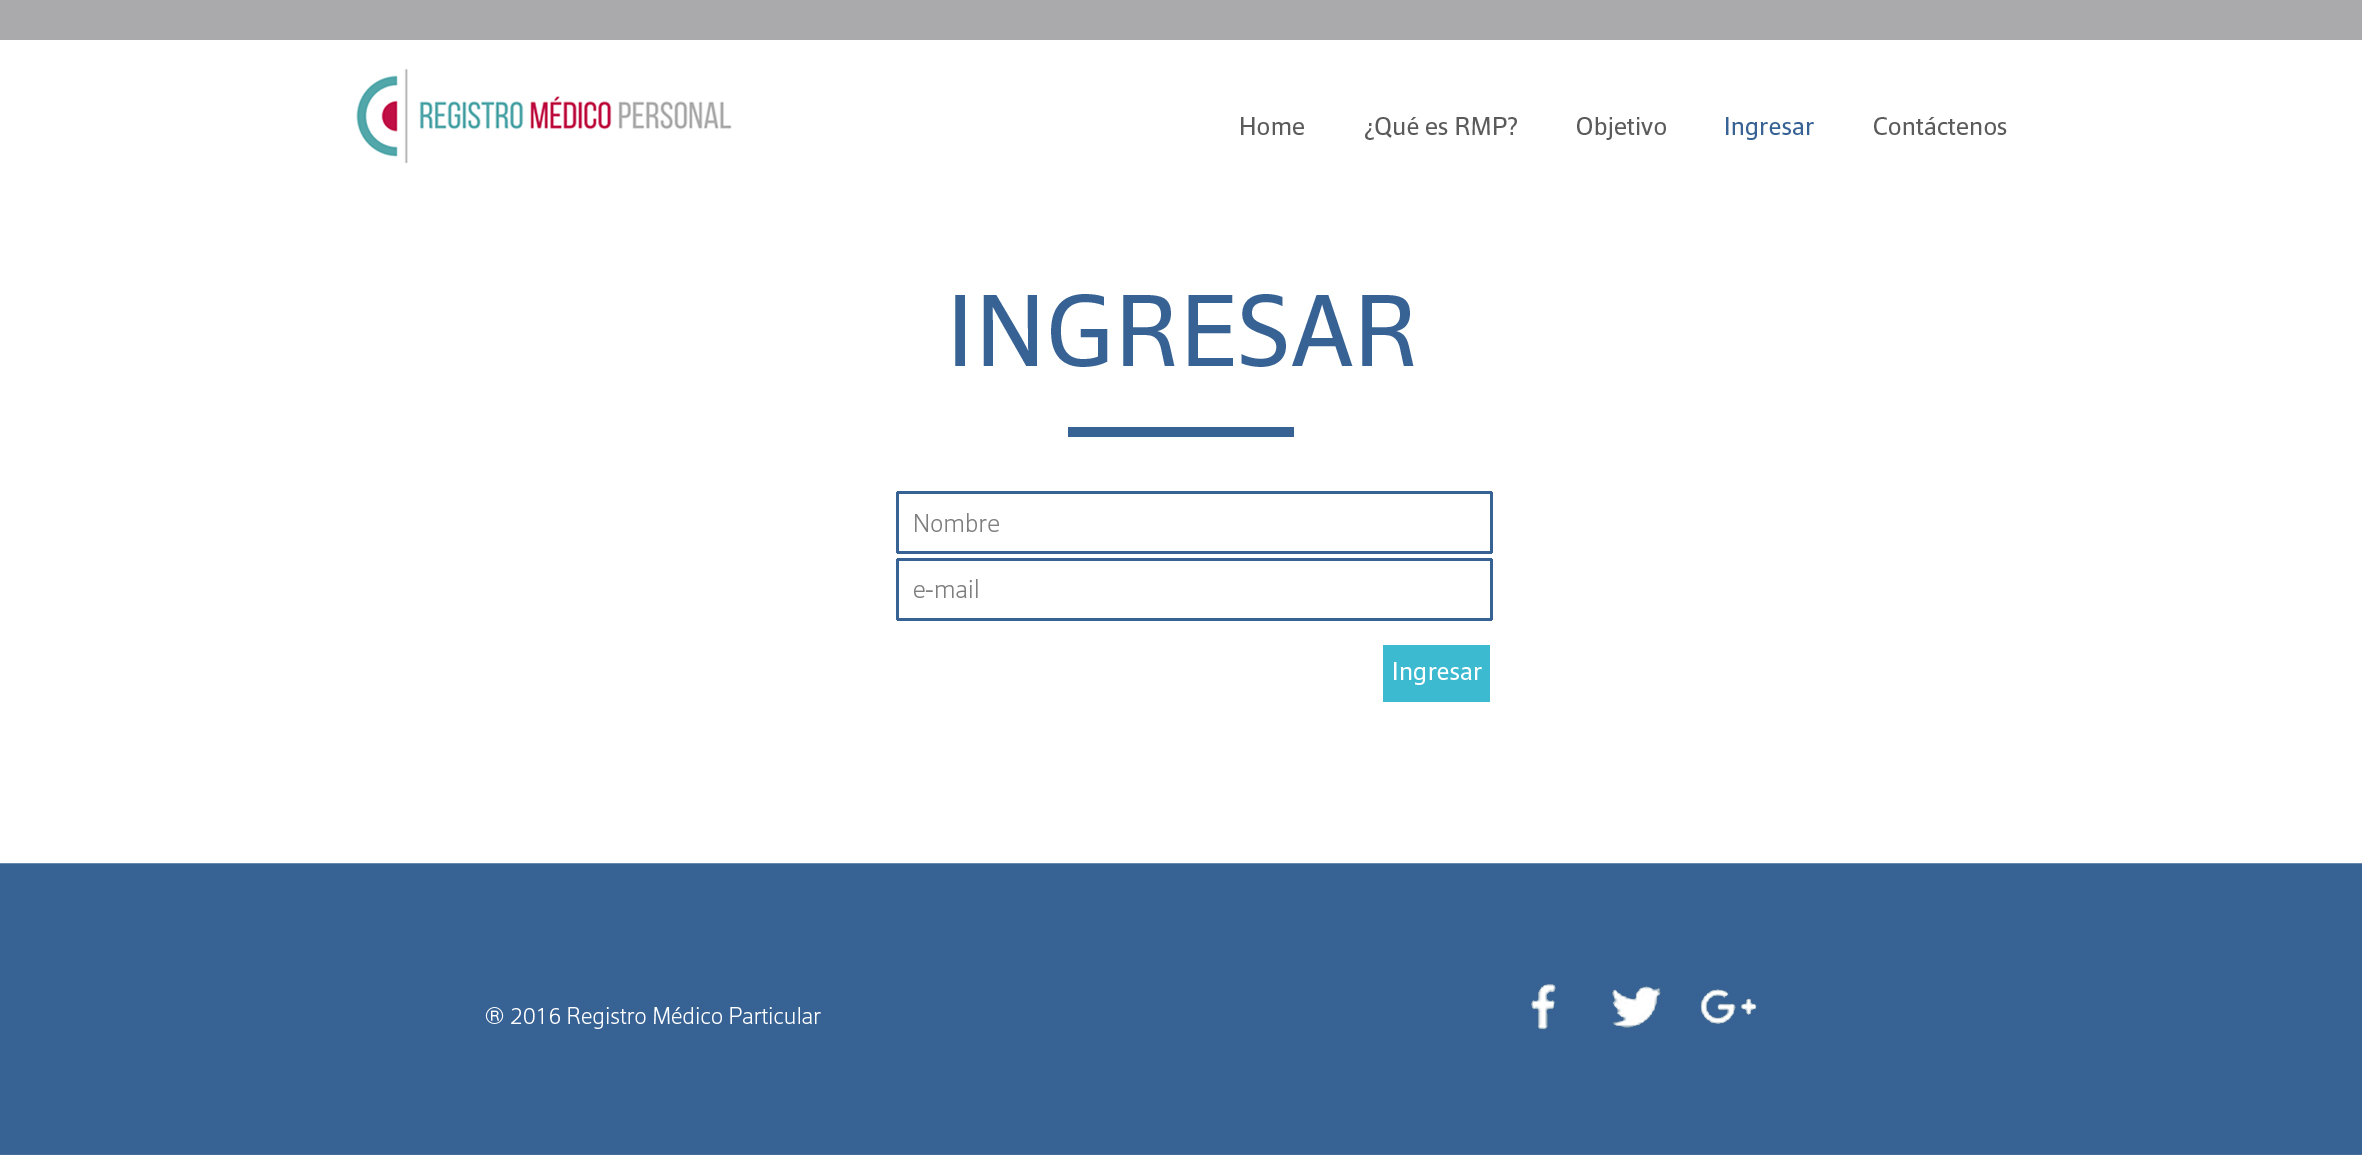 REGISTRO MÉDICO PERSONAL
Home ¿Qué es RMP? Objetivo Ingresar Contáctenos
INGRESAR
Nombre
e-mail
Ingresar
® 2016 Registro Médico Particular